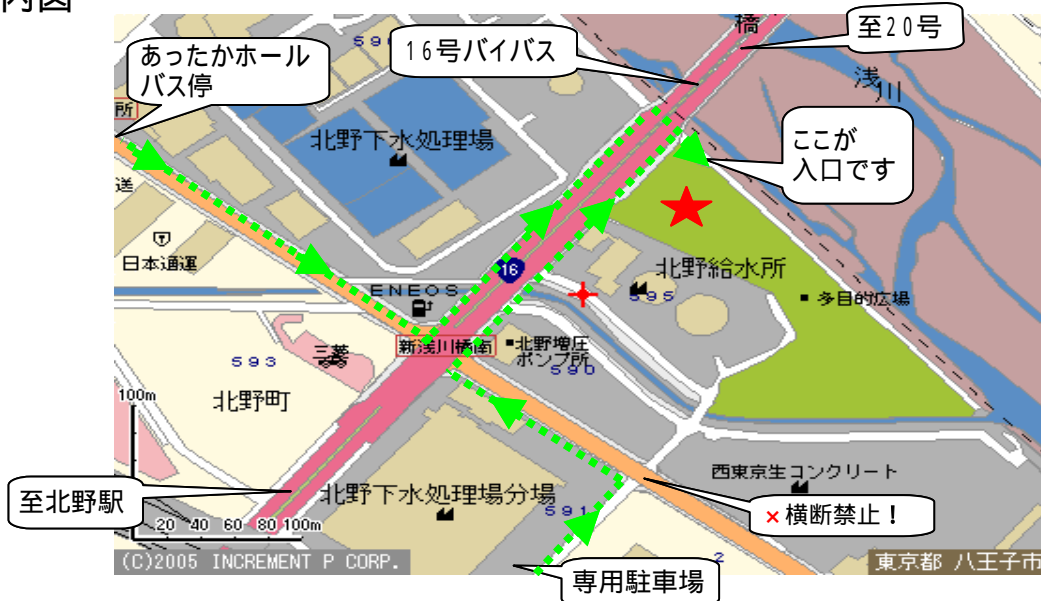 内図
あったかホール
バス停
16号バイパス
至20号
橋
浅川
ここが
入口です
所
北野下水処理場
送
日本通運
16
ENEOS
北野給水所
595
多目的広場
新浅川橋南
北野増圧
ポンプ所
590
三菱
593
北野町
100m
西東京生コンクリート
至北野駅
北野下水処理場分場
591
×横断禁止！
20 40 60 80 100m
2
(C)2005 INCREMENT P CORP.
専用駐車場
東京都 八王子市